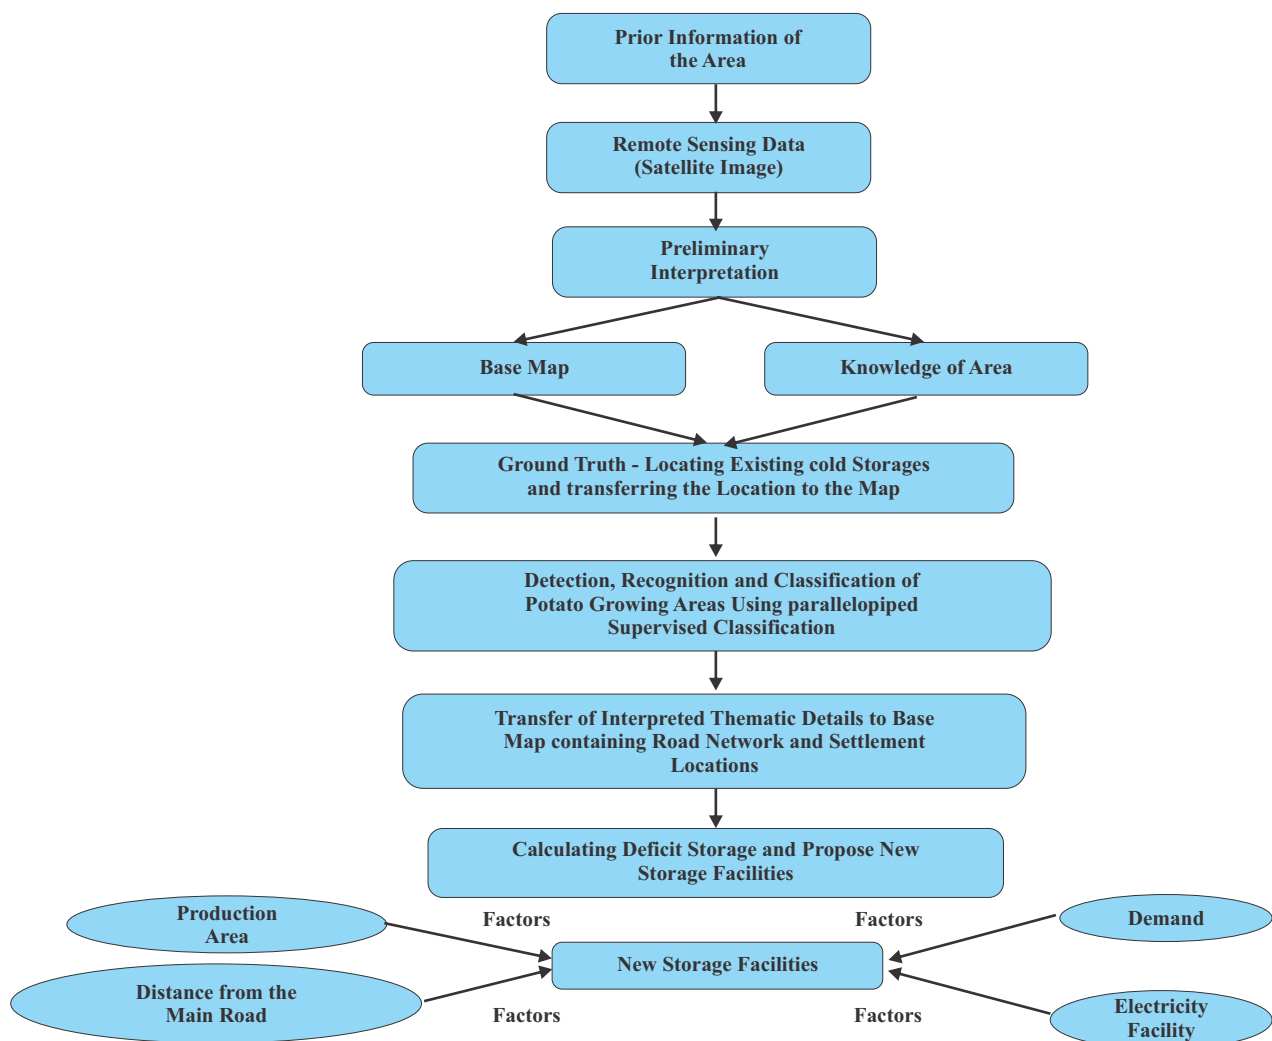 Prior Information of
the Area
Remote Sensing Data
(Satellite Image)
Preliminary
Interpretation
Base Map
Knowledge of Area
Ground Truth - Locating Existing cold Storages
and transferring the Location to the Map
Detection, Recognition and Classification of
Potato Growing Areas Using parallelopiped
Supervised Classification
Transfer of Interpreted Thematic Details to Base
Map containing Road Network and Settlement
Locations
Calculating Deficit Storage and Propose New
Storage Facilities
Production
Area
Factors
Factors
Demand
New Storage Facilities
Distance from the
Main Road
Factors
Factors
Electricity
Facility